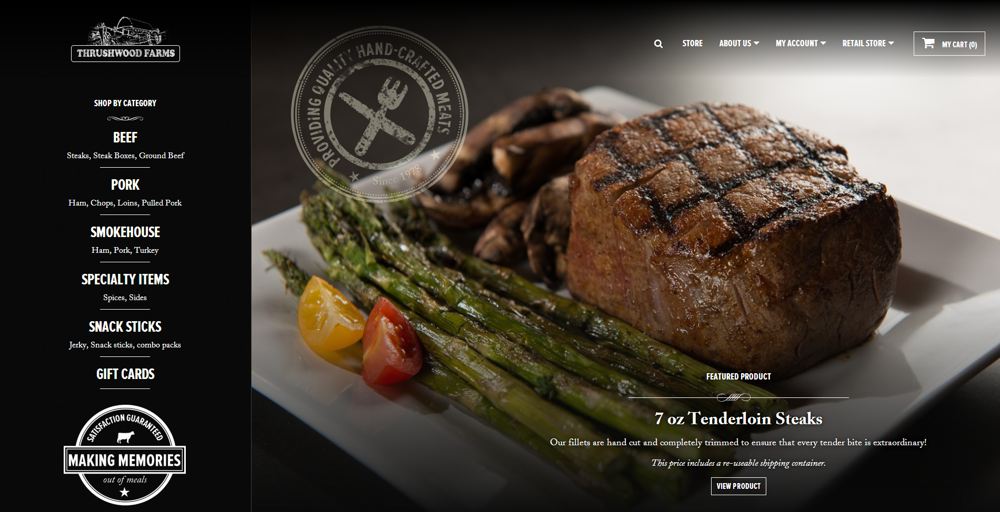 THRUSHWOOD FARMS
SHOP BY CATEGORY
BEEF
Steaks, Steak Boxes, Ground Beef
PORK
Ham, Chops, Loins, Pulled Pork
SMOKEHOUSE
Ham, Pork, Turkey
SPECIALTY ITEMS
Spices, Sides
SNACK STICKS
Jerky, Snack sticks, combo packs
GIFT CARDS
SATISFACTION GUARANTEED
MAKING MEMORIES
out of meals
STORE
ABOUT US
MY ACCOUNT
RETAIL STORE
MY CART (0)
PROVIDING QUALITY HAND-CRAFTED MEATS
Since 1978
FEATURED PRODUCT
7 oz Tenderloin Steaks
Our fillets are hand cut and completely trimmed to ensure that every tender bite is extraordinary!
This price includes a re-useable shipping container.
VIEW PRODUCT